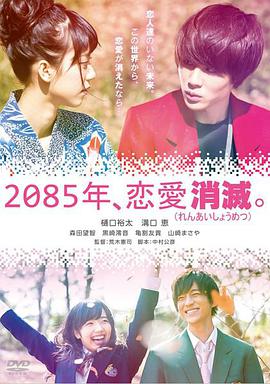 恋人達のいない未来。
この世界から、
恋愛が消えたなら…
2085年、恋愛消滅。
(れんあいしょうめつ)
樋口裕太 溝口恵
森田望智 黒崎澪音 亀割友貴 山崎まさや
監督:荒木憲司 脚本:中村公彦
DVD